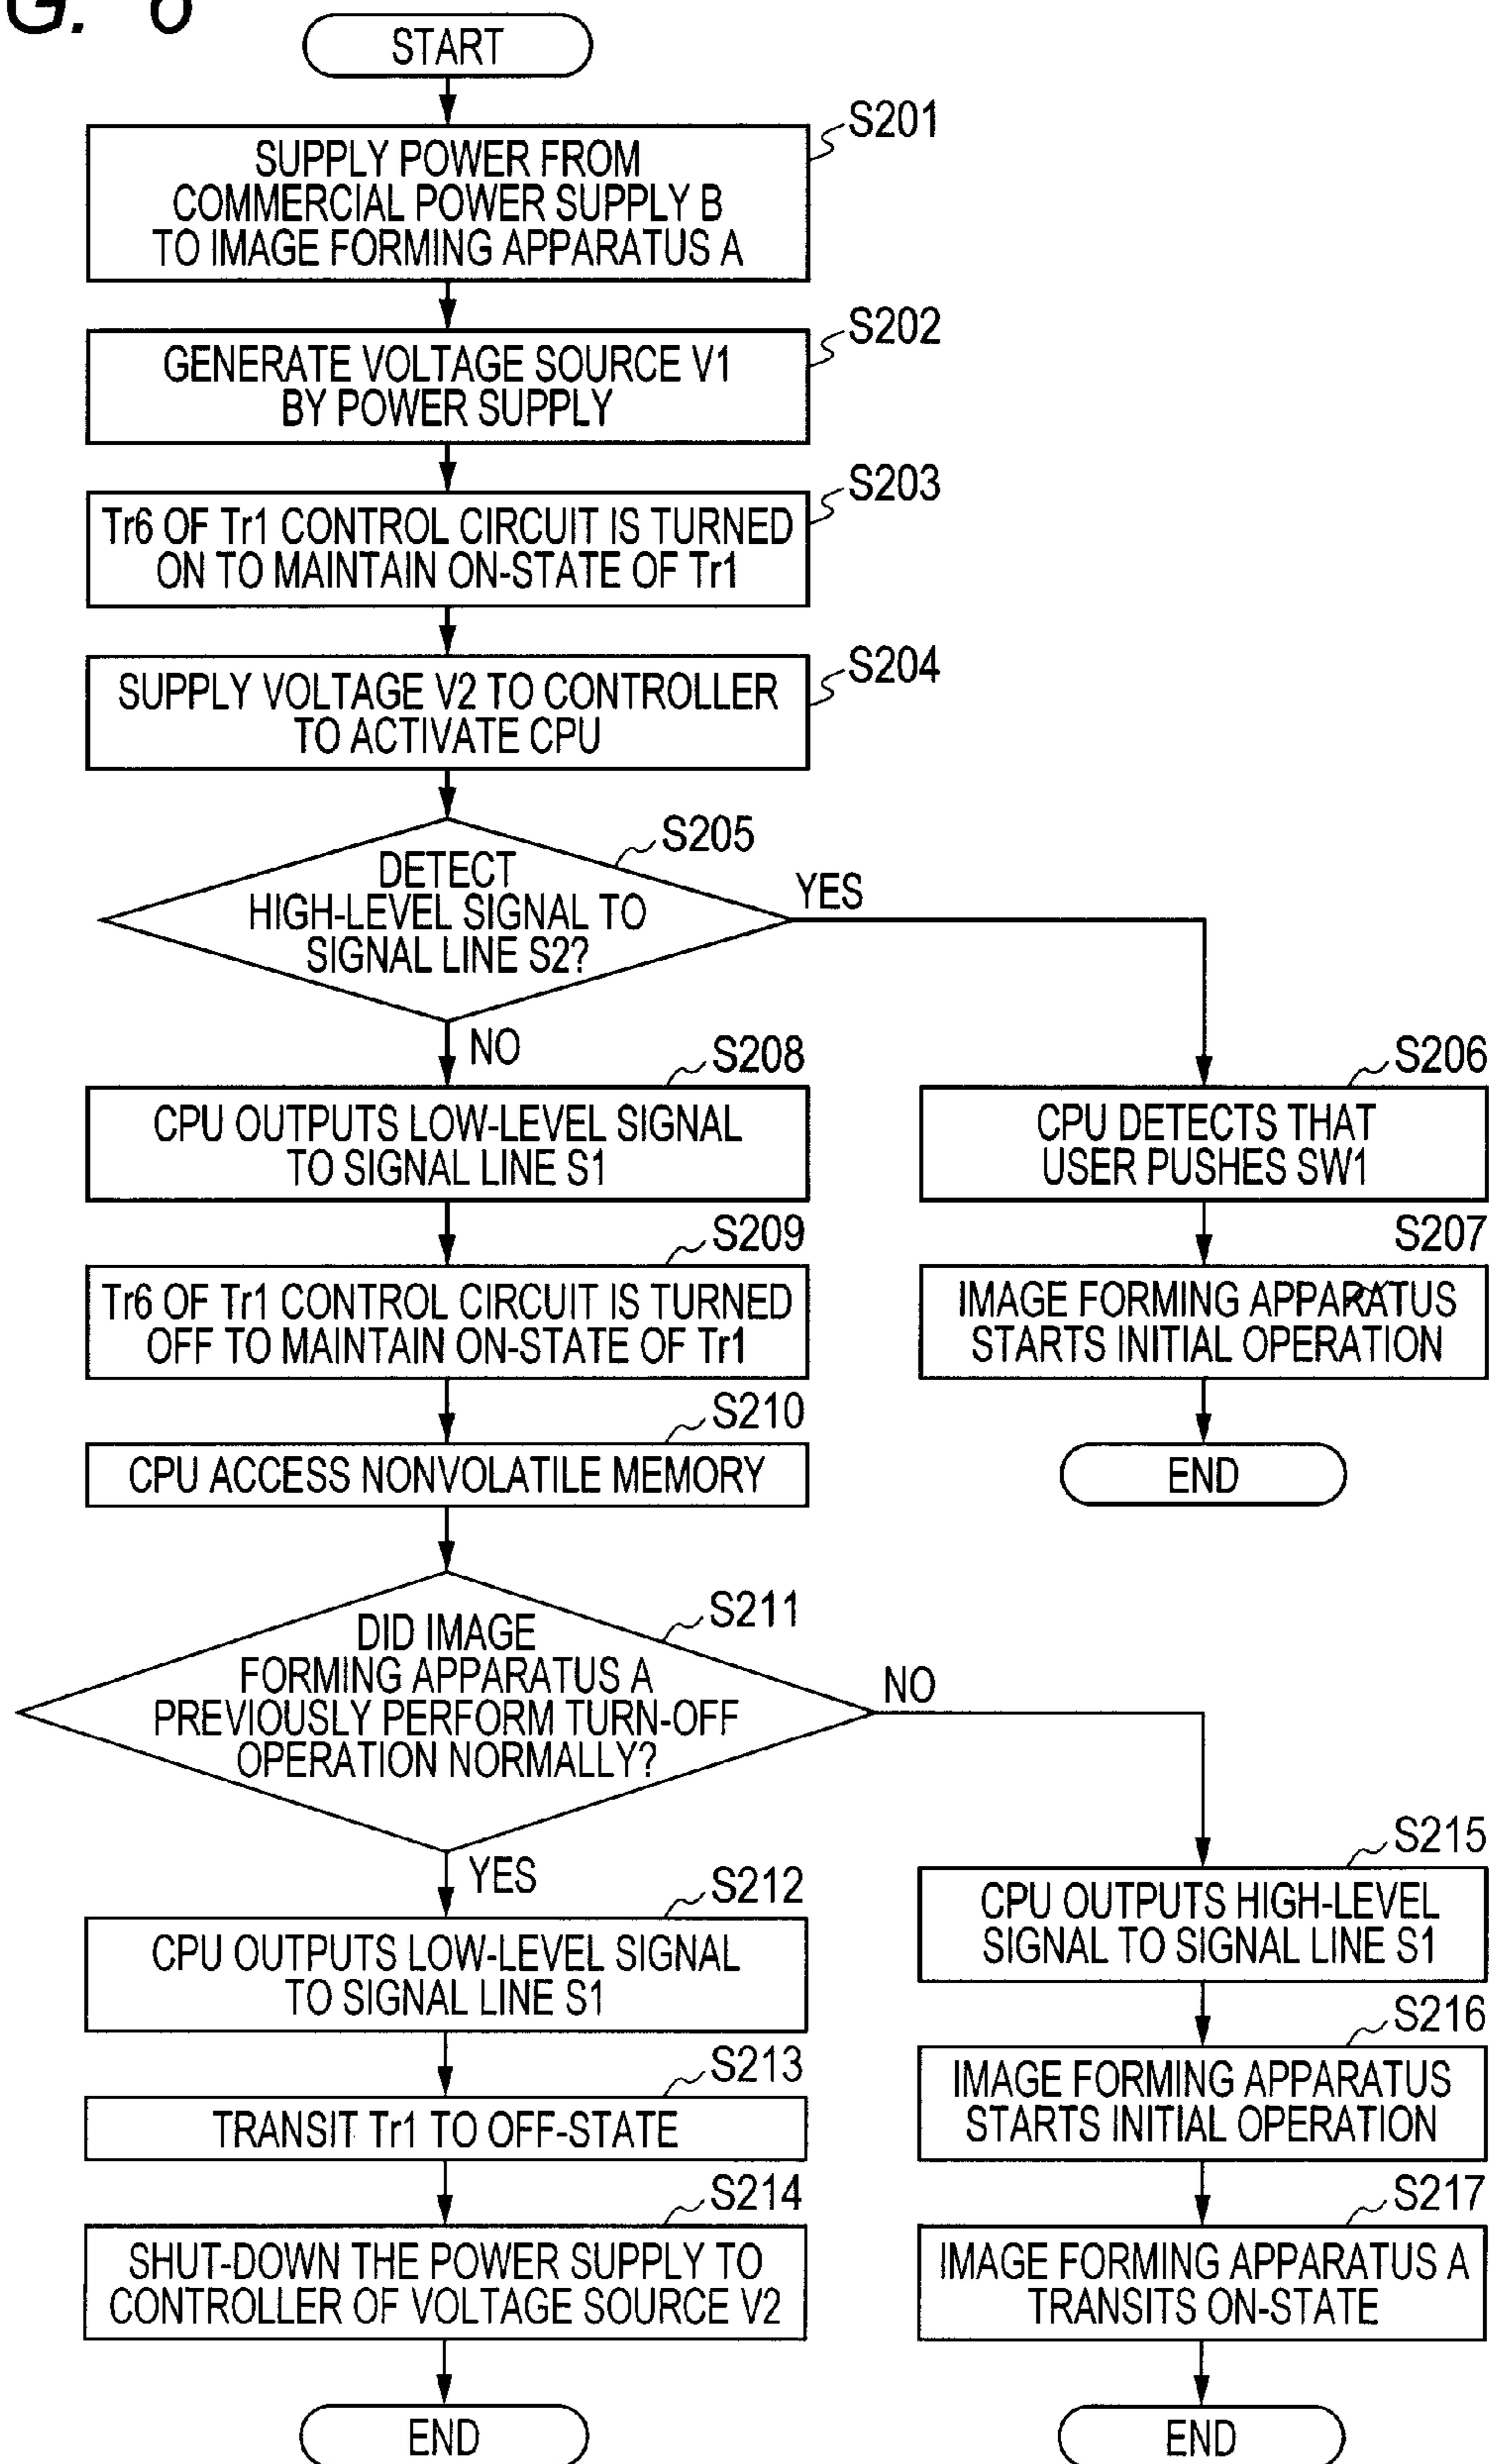 G. 6
START
S201
SUPPLY POWER FROM
COMMERCIAL POWER SUPPLY B
TO IMAGE FORMING APPARATUS A
S202
GENERATE VOLTAGE SOURCE V1
BY POWER SUPPLY
S203
Tr6 OF Tr1 CONTROL CIRCUIT IS TURNED
ON TO MAINTAIN ON-STATE OF Tr1
S204
SUPPLY VOLTAGE V2 TO CONTROLLER
TO ACTIVATE CPU
S205
DETECT
HIGH-LEVEL SIGNAL TO
SIGNAL LINE S2?
YES
NO
S206
CPU DETECTS THAT
USER PUSHES SW1
S207
IMAGE FORMING APPARATUS
STARTS INITIAL OPERATION
END
S208
CPU OUTPUTS LOW-LEVEL SIGNAL
TO SIGNAL LINE S1
S209
Tr6 OF Tr1 CONTROL CIRCUIT IS TURNED
OFF TO MAINTAIN ON-STATE OF Tr1
S210
CPU ACCESS NONVOLATILE MEMORY
S211
DID IMAGE
FORMING APPARATUS A
PREVIOUSLY PERFORM TURN-OFF
OPERATION NORMALLY?
NO
YES
S212
CPU OUTPUTS LOW-LEVEL SIGNAL
TO SIGNAL LINE S1
S213
TRANSIT Tr1 TO OFF-STATE
S214
SHUT-DOWN THE POWER SUPPLY TO
CONTROLLER OF VOLTAGE SOURCE V2
END
S215
CPU OUTPUTS HIGH-LEVEL
SIGNAL TO SIGNAL LINE S1
S216
IMAGE FORMING APPARATUS
STARTS INITIAL OPERATION
S217
IMAGE FORMING APPARATUS A
TRANSITS ON-STATE
END